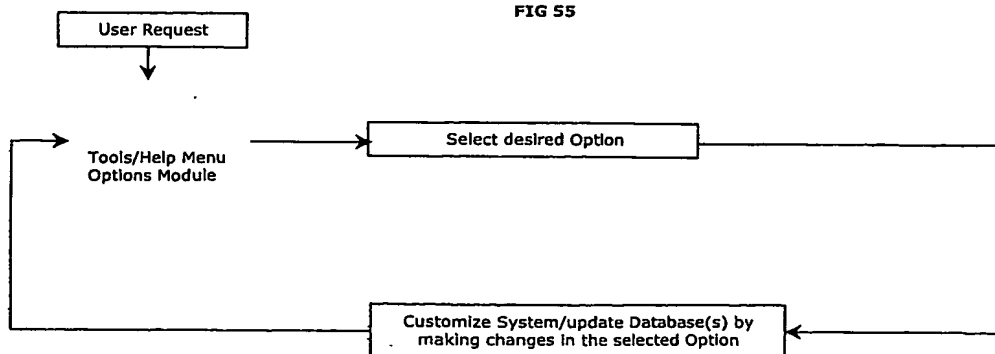 FIG 55
User Request
Select desired Option
Tools/Help Menu
Options Module
Customize System/update Database(s) by
making changes in the selected Option